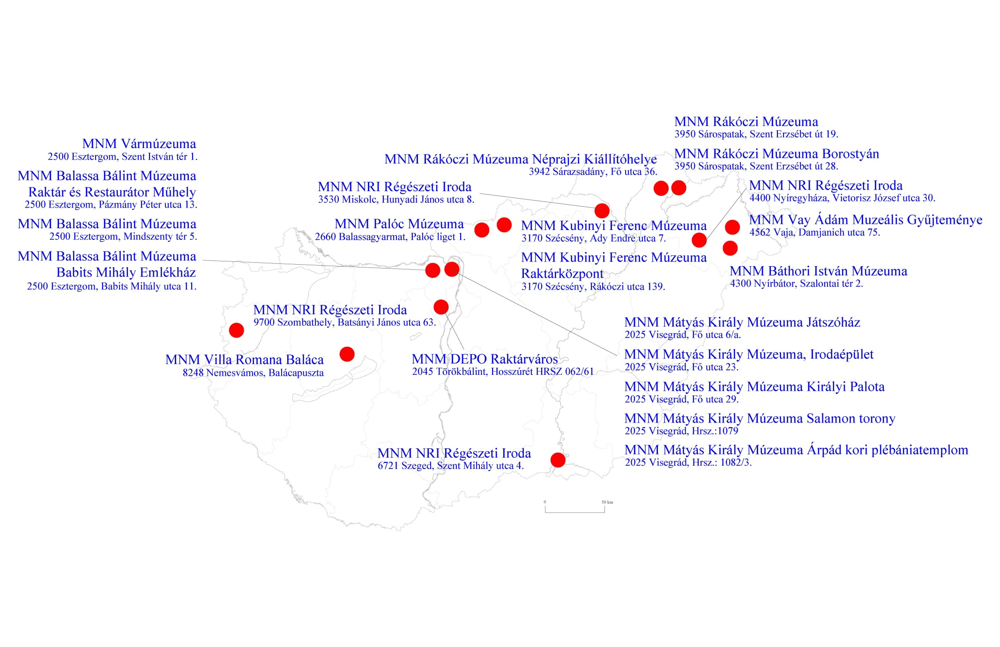 MNM Vármúzeuma
2500 Esztergom, Szent István tér 1.
MNM Balassa Bálint Múzeuma
Raktár és Restaurátor Műhely
2500 Esztergom, Pázmány Péter utca 13.
MNM Balassa Bálint Múzeuma
2500 Esztergom, Mindszenty tér 5.
MNM Balassa Bálint Múzeuma
Babits Mihály Emlékház
2500 Esztergom, Babits Mihály utca 11.
MNM Rákóczi Múzeuma Néprajzi Kiállítóhelye
3942 Sárazsadány, Fő utca 36.
MNM NRI Régészeti Iroda
3530 Miskolc, Hunyadi János utca 8.
MNM Palóc Múzeuma
2660 Balassagyarmat, Palóc liget 1.
MNM Rákóczi Múzeuma
3950 Sárospatak, Szent Erzsébet út 19.
MNM Rákóczi Múzeuma Borostyán
3950 Sárospatak, Szent Erzsébet út 28.
MNM NRI Régészeti Iroda
4400 Nyíregyháza, Vietorisz József utca 30.
MNM Vay Ádám Muzeális Gyűjteménye
4562 Vaja, Damjanich utca 75.
MNM Kubinyi Ferenc Múzeuma
3170 Szécsény, Ady Endre utca 7.
MNM Kubinyi Ferenc Múzeuma
Raktárközpont
3170 Szécsény, Rákóczi utca 139.
MNM Báthori István Múzeuma
4300 Nyírbátor, Szalontai tér 2.
MNM NRI Régészeti Iroda
9700 Szombathely, Batsányi János utca 63.
MNM Villa Romana Baláca
8248 Nemesvámos, Balácapuszta
MNM DEPO Raktárváros
2045 Törökbálint, Hosszúrét HRSZ 062/61
MNM Mátyás Király Múzeuma Játszóház
2025 Visegrád, Fő utca 6/a.
MNM Mátyás Király Múzeuma, Irodaépület
2025 Visegrád, Fő utca 23.
MNM Mátyás Király Múzeuma Királyi Palota
2025 Visegrád, Fő utca 29.
MNM Mátyás Király Múzeuma Salamon torony
2025 Visegrád, Hrsz.:1079
MNM Mátyás Király Múzeuma Árpád kori plébániatemplom
2025 Visegrád, Hrsz.: 1082/3.
MNM NRI Régészeti Iroda
6721 Szeged, Szent Mihály utca 4.
0 50 km